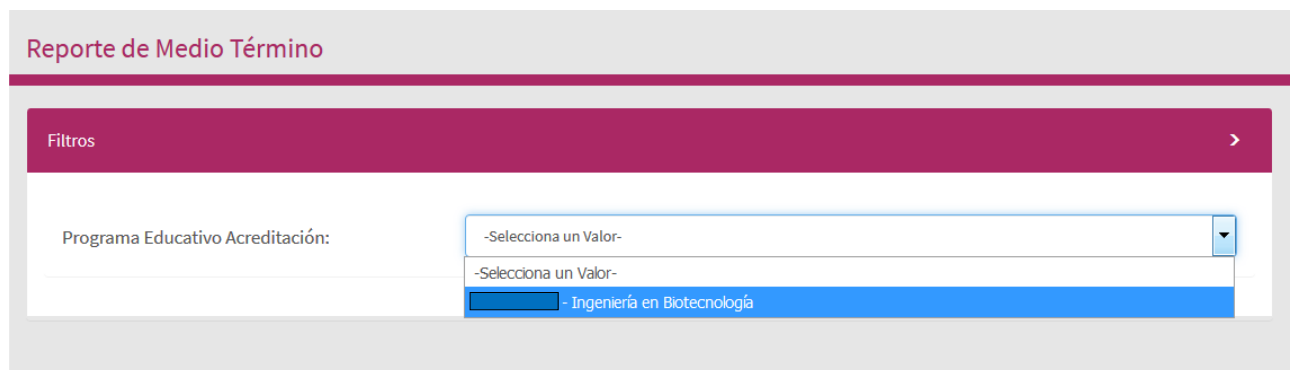 Reporte de Medio Término
Filtros
Programa Educativo Acreditación:
-Selecciona un Valor-
-Selecciona un Valor-
- Ingeniería en Biotecnología